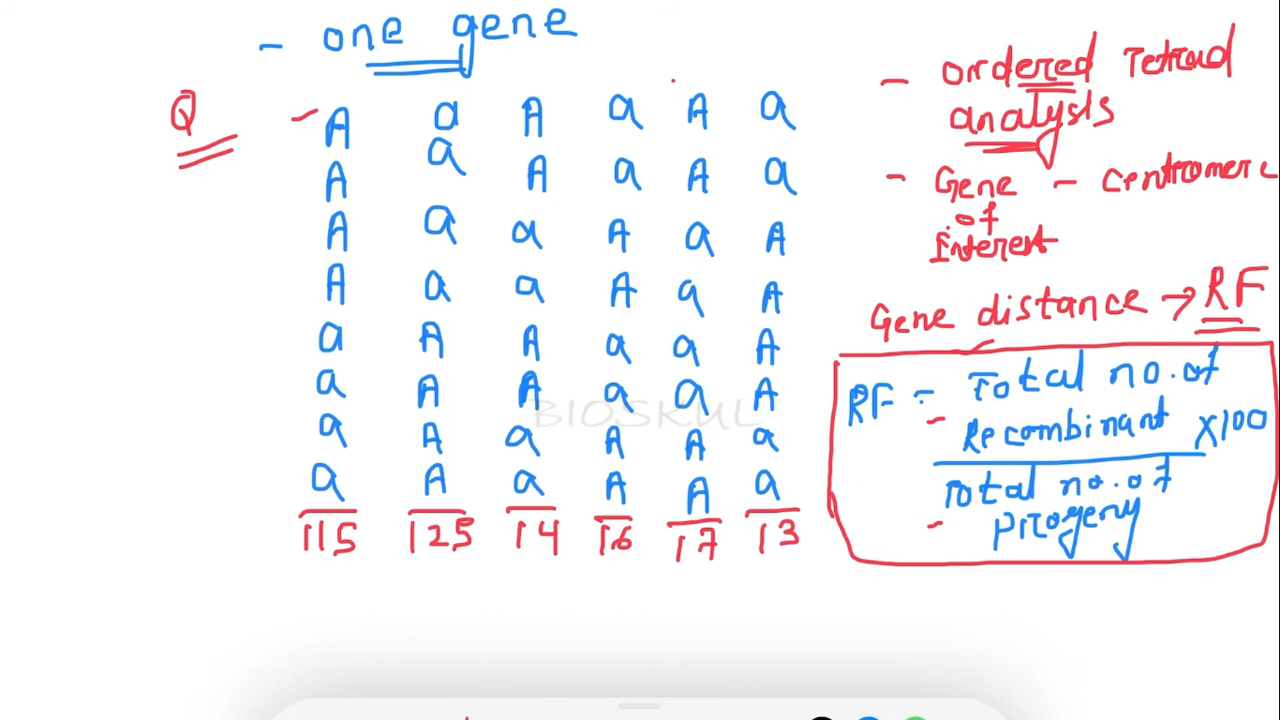 - one gene
Q
A a A a A a
A a A a A a
A a a A a A
A a a A a A
a A A a a A
a A A a a A
a A a A A a
a A a A A a
115 125 14 16 17 13
- ordered Tetrad
analysis
- Gene - centromere
of
Interest
Gene distance → RF
RF = Total no. of
Recombinant X100
Total no. of
progeny
BIOSKUL